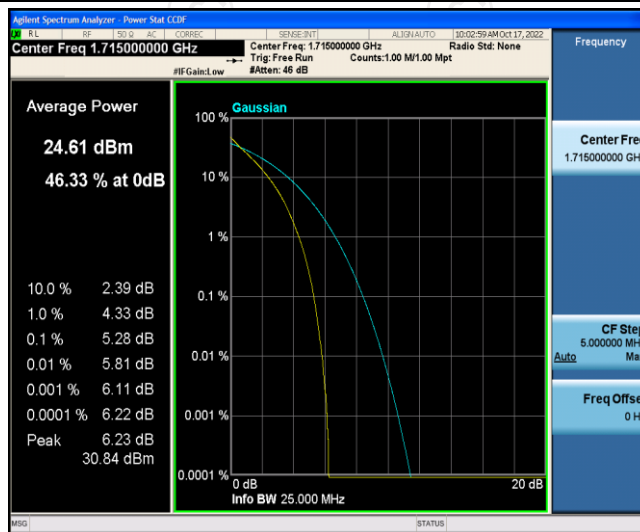 Agilent Spectrum Analyzer - Power Stat CCDF
RL RF 50 Ω AC CORREC SENSE:INT ALIGNAUTO 10:02:59 AM Oct 17, 2022
Center Freq 1.715000000 GHz
Center Freq: 1.715000000 GHz Radio Std: None
Trig: Free Run Counts:1.00 M/1.00 Mpt
#IFGain:Low #Atten: 46 dB
Frequency
Average Power
24.61 dBm
46.33 % at 0dB
10.0 % 2.39 dB
1.0 % 4.33 dB
0.1 % 5.28 dB
0.01 % 5.81 dB
0.001 % 6.11 dB
0.0001 % 6.22 dB
Peak 6.23 dB
30.84 dBm
Gaussian
100 %
10 %
1 %
0.1 %
0.01 %
0.001 %
0.0001 %
0 dB 20 dB
Info BW 25.000 MHz
Center Fre
1.715000000 GH
CF Step
5.000000 MH
Auto Ma
Freq Offse
0 H
MSG STATUS